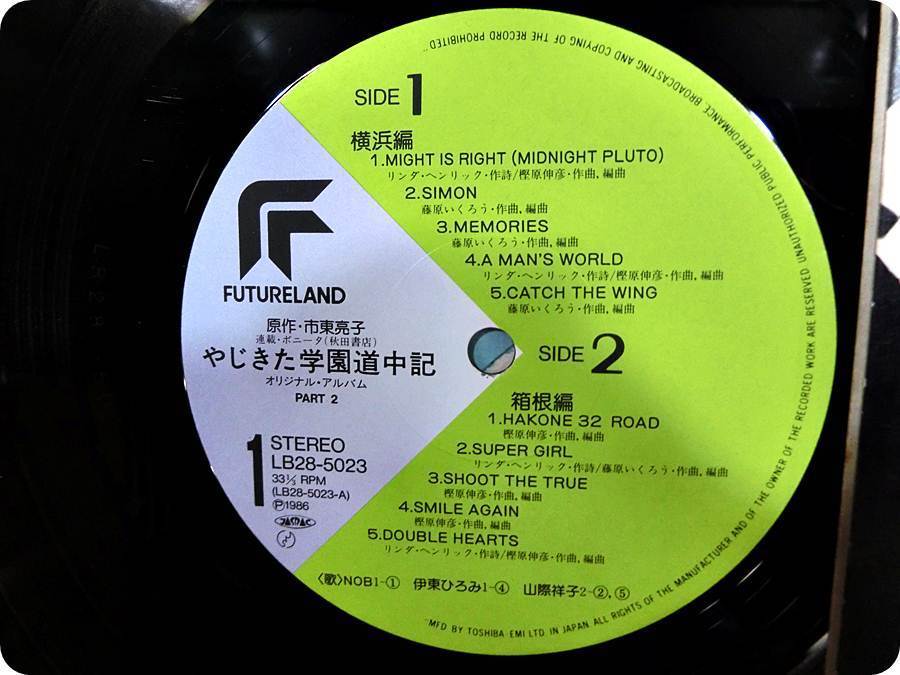 SIDE 1
横浜編
1.MIGHT IS RIGHT (MIDNIGHT PLUTO)
リンダ・ヘンリック・作詩/樫原伸彦・作曲,編曲
2.SIMON
藤原いくろう・作曲,編曲
3.MEMORIES
藤原いくろう・作曲,編曲
4.A MAN'S WORLD
リンダ・ヘンリック・作詩/樫原伸彦・作曲,編曲
5.CATCH THE WING
藤原いくろう・作曲,編曲
FUTURELAND
原作・市東亮子
連載・ボニータ(秋田書店)
やじきた学園道中記
オリジナル・アルバム
PART 2
1
STEREO
LB28-5023
33⅓ RPM
(LB28-5023-A)
Ⓟ1986
JASRAC
SIDE 2
箱根編
1.HAKONE 32 ROAD
樫原伸彦・作曲,編曲
2.SUPER GIRL
リンダ・ヘンリック・作詩/藤原いくろう・作曲,編曲
3.SHOOT THE TRUE
樫原伸彦・作曲,編曲
4.SMILE AGAIN
樫原伸彦・作曲,編曲
5.DOUBLE HEARTS
リンダ・ヘンリック・作詩/樫原伸彦・作曲,編曲
〈歌〉NOB1-① 伊東ひろみ1-④ 山際祥子2-②,⑤
"MFD BY TOSHIBA EMI LTD IN JAPAN ALL RIGHTS OF THE MANUFACTURER AND OF THE OWNER OF THE RECORDED WORK ARE RESERVED UNAUTHORIZED PUBLIC PERFORMANCE BROADCASTING AND COPYING OF THE RECORD PROHIBITED"